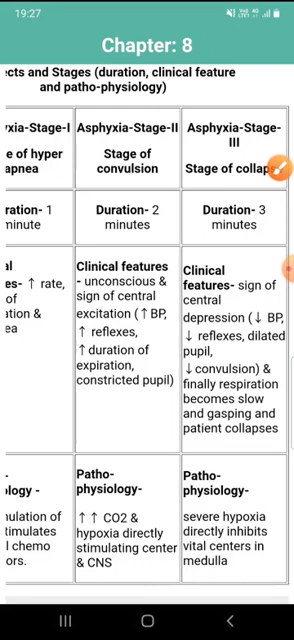 19:27
Chapter: 8
ects and Stages (duration, clinical feature
and patho-physiology)
yxia-Stage-I
e of hyper
apnea
Asphyxia-Stage-II
Stage of
convulsion
Asphyxia-Stage-
III
Stage of collaps
ration- 1
minute
Duration- 2
minutes
Duration- 3
minutes
al
es- ↑ rate,
of
ation &
ea
Clinical features
- unconscious &
sign of central
excitation (↑BP,
↑ reflexes,
↑duration of
expiration,
constricted pupil)
Clinical
features- sign of
central
depression (↓ BP,
↓ reflexes, dilated
pupil,
↓convulsion) &
finally respiration
becomes slow
and gasping and
patient collapses
-
ology -
nulation of
timulates
l chemo
ors.
Patho-
physiology-
↑ ↑ CO2 &
hypoxia directly
stimulating center
& CNS
Patho-
physiology-
severe hypoxia
directly inhibits
vital centers in
medulla